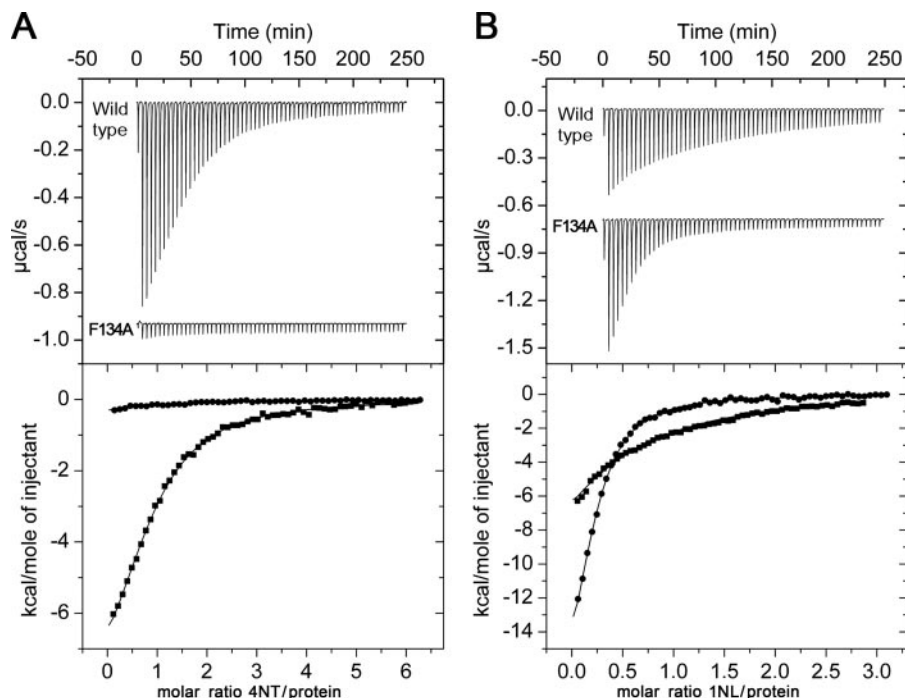 A
Time (min)
-50 0 50 100 150 200 250
0.0
Wild
type
-0.2
-0.4
µcal/s
-0.6
-0.8
F134A
-1.0
0
kcal/mole of injectant
-2
-4
-6
0 1 2 3 4 5 6
molar ratio 4NT/protein
B
Time (min)
-50 0 50 100 150 200 250
0.0
Wild
type
-0.3
-0.6
F134A
µcal/s
-0.9
-1.2
-1.5
0
-2
kcal/mole of injectant
-4
-6
-8
-10
-12
-14
0.0 0.5 1.0 1.5 2.0 2.5 3.0
molar ratio 1NL/protein